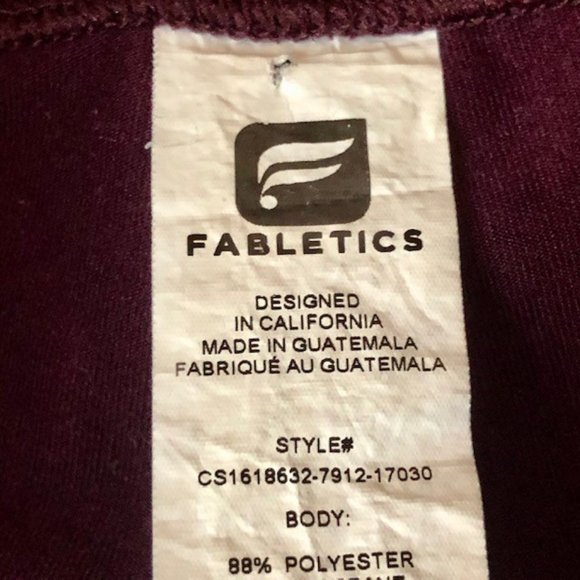 FABLETICS
DESIGNED
IN CALIFORNIA
MADE IN GUATEMALA
FABRIQUÉ AU GUATEMALA
STYLE#
CS1618632-7912-17030
BODY:
88% POLYESTER